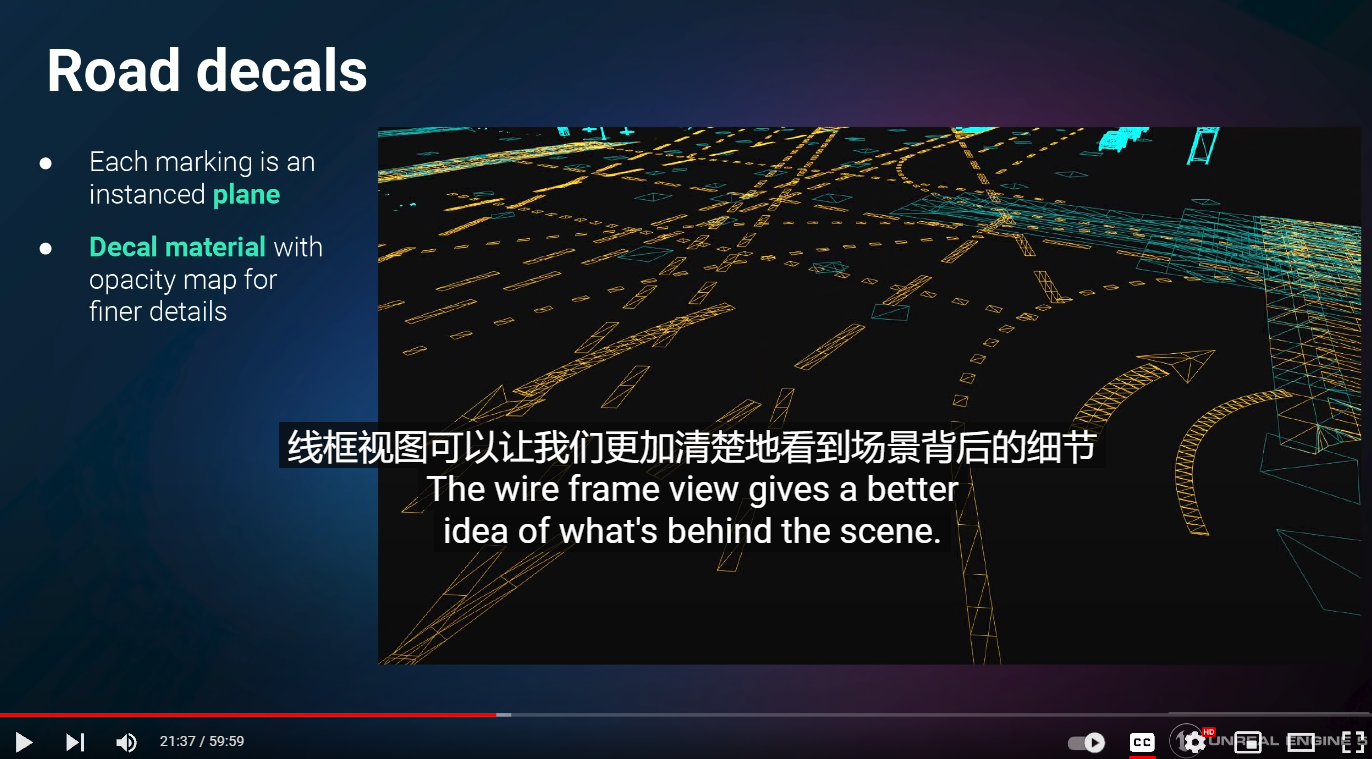 Road decals
● Each marking is an
instanced plane
● Decal material with
opacity map for
finer details
线框视图可以让我们更加清楚地看到场景背后的细节
The wire frame view gives a better
idea of what's behind the scene.
21:37 / 59:59
CC
HD
UNREAL ENGINE 5